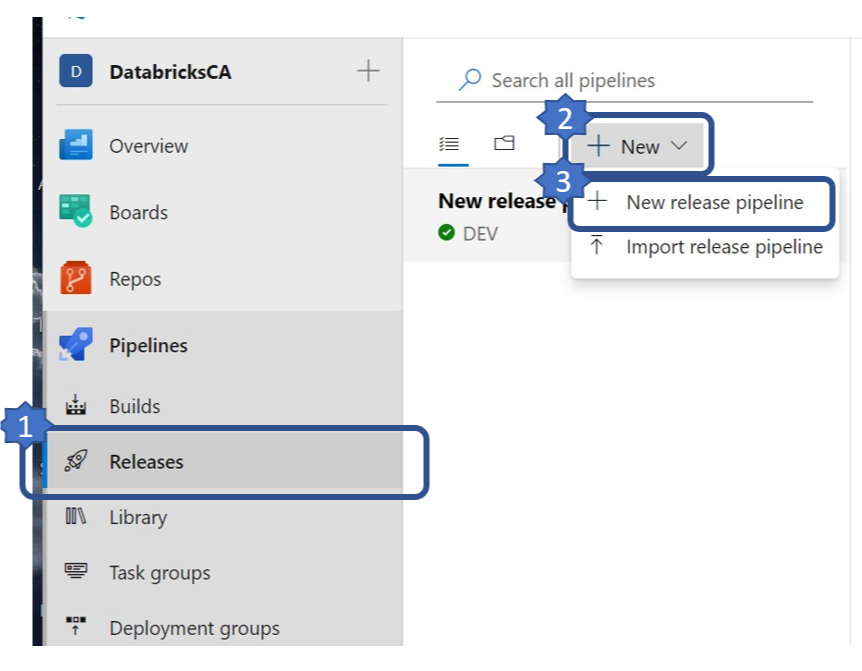 D DatabricksCA
Overview
Boards
Repos
Pipelines
Builds
1
Releases
Library
Task groups
Deployment groups
Search all pipelines
2
New
3
New release
New release pipeline
DEV
Import release pipeline